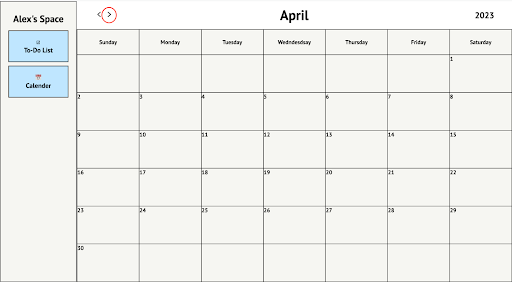 Alex's Space
To-Do List
Calender
< >
April
2023
Sunday Monday Tuesday Wedndesdsay Thursday Friday Saturday
1
2 3 4 5 6 7 8
9 10 11 12 13 14 15
16 17 18 19 20 21 22
23 24 25 26 27 28 29
30